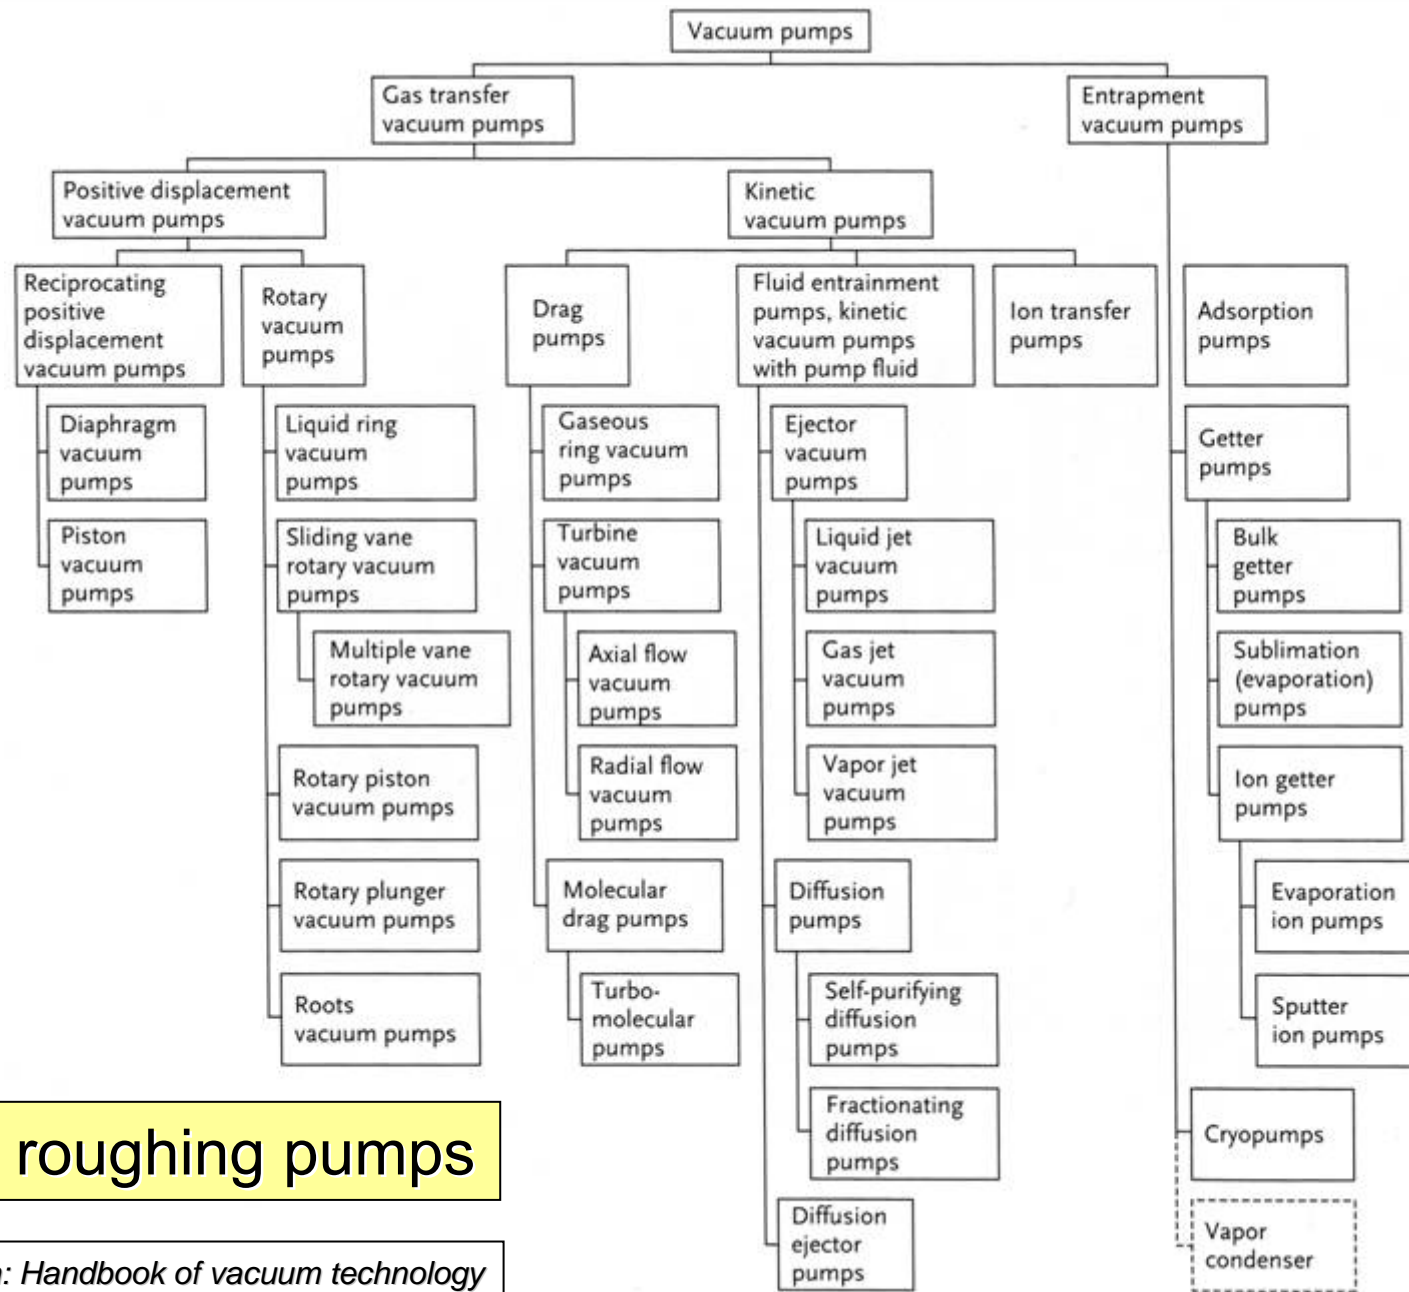 Vacuum pumps
Gas transfer
vacuum pumps
Entrapment
vacuum pumps
Positive displacement
vacuum pumps
Kinetic
vacuum pumps
Reciprocating
positive
displacement
vacuum pumps
Rotary
vacuum
pumps
Drag
pumps
Fluid entrainment
pumps, kinetic
vacuum pumps
with pump fluid
Ion transfer
pumps
Adsorption
pumps
Diaphragm
vacuum
pumps
Liquid ring
vacuum
pumps
Gaseous
ring vacuum
pumps
Ejector
vacuum
pumps
Getter
pumps
Piston
vacuum
pumps
Sliding vane
rotary vacuum
pumps
Turbine
vacuum
pumps
Liquid jet
vacuum
pumps
Bulk
getter
pumps
Multiple vane
rotary vacuum
pumps
Axial flow
vacuum
pumps
Gas jet
vacuum
pumps
Sublimation
(evaporation)
pumps
Rotary piston
vacuum pumps
Radial flow
vacuum
pumps
Vapor jet
vacuum
pumps
Ion getter
pumps
Rotary plunger
vacuum pumps
Molecular
drag pumps
Diffusion
pumps
Evaporation
ion pumps
Roots
vacuum pumps
Turbo-
molecular
pumps
Self-purifying
diffusion
pumps
Sputter
ion pumps
Fractionating
diffusion
pumps
Cryopumps
roughing pumps
Diffusion
ejector
pumps
Vapor
condenser
: Handbook of vacuum technology